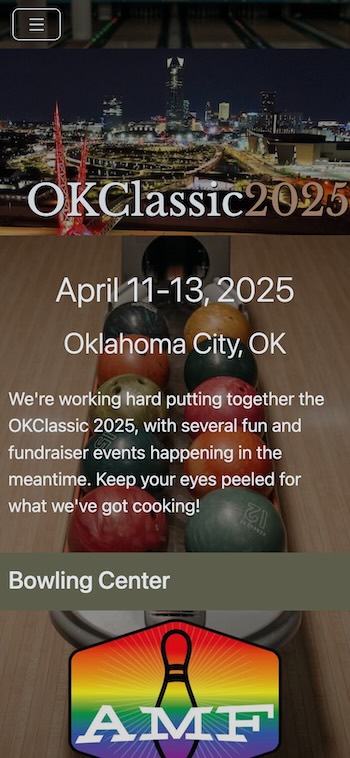 OKClassic2025
April 11-13, 2025
Oklahoma City, OK
We're working hard putting together the
OKClassic 2025, with several fun and
fundraiser events happening in the
meantime. Keep your eyes peeled for
what we've got cooking!
12
Bowling Center
AMF